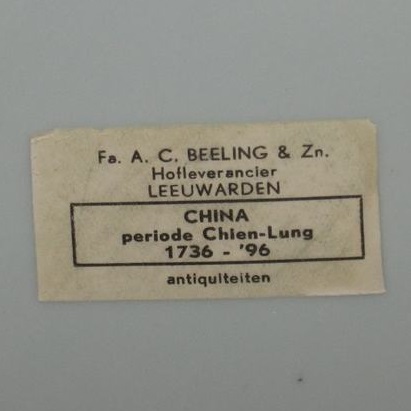 Fa. A. C. BEELING & Zn.
Hofleverancier
LEEUWARDEN
CHINA
periode Chien-Lung
1736 - '96
antiquiteiten